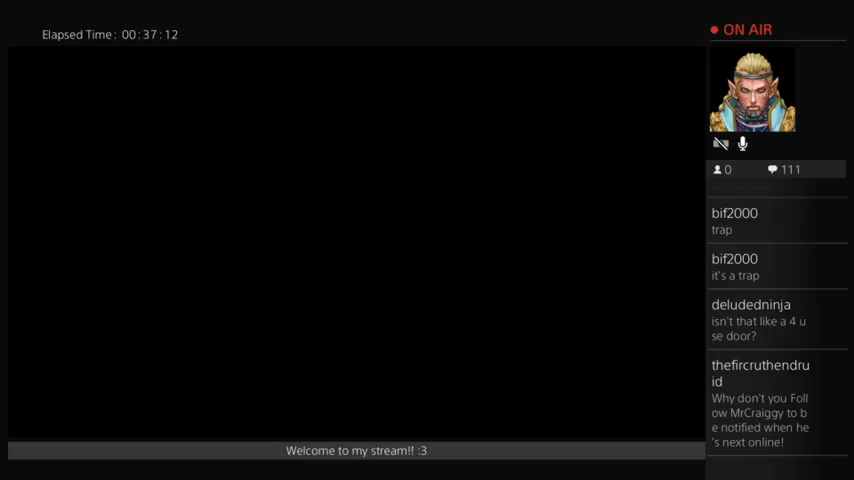 Elapsed Time: 00:37:12
ON AIR
0 111
bif2000
trap
bif2000
it's a trap
deludedninja
isn't that like a 4 u
se door?
thefircruthendru
id
Why don't you Foll
ow MrCraiggy to b
e notified when he
's next online!
Welcome to my stream!! :3